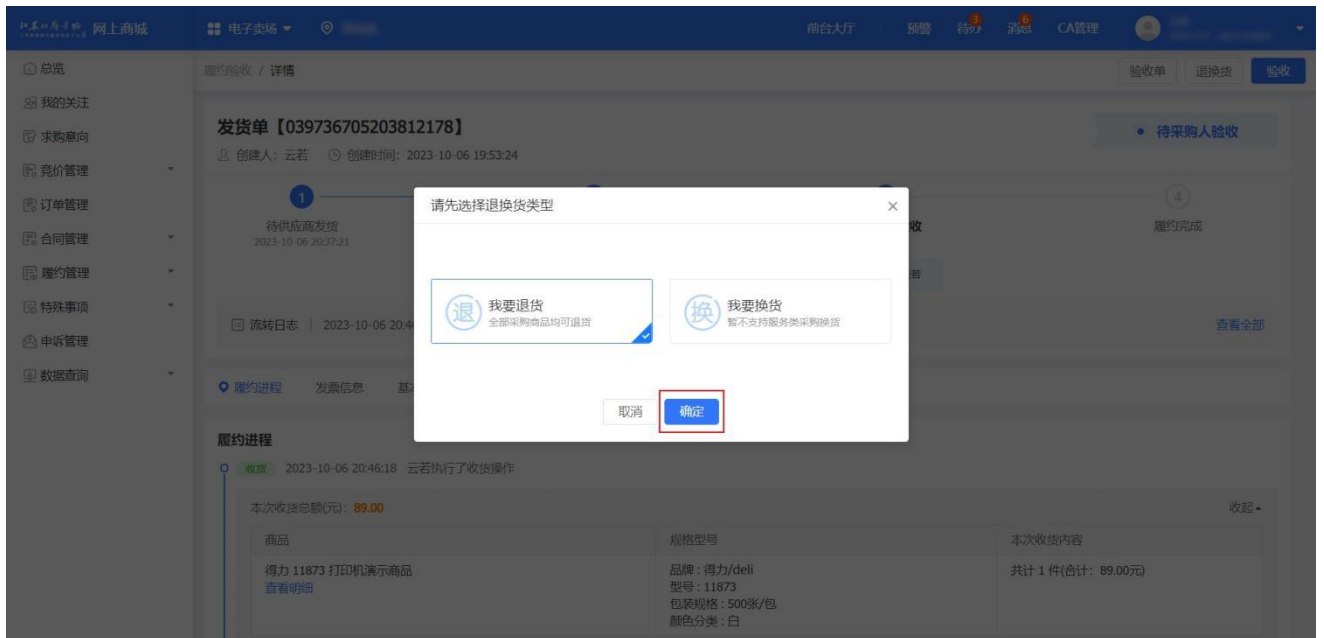 网上商城
电子卖场
前台大厅
预警
待办
3
消息
6
CA管理
总览
我的关注
求购意向
竞价管理
订单管理
合同管理
履约管理
特殊事项
申诉管理
数据查询
履约验收 / 详情
验收单
退换货
验收
发货单【039736705203812178】
待采购人验收
创建人：云若 创建时间：2023-10-06 19:53:24
1
4
待供应商发货
收
履约完成
2023-10-06 20:37:21
若
流转日志 2023-10-06 20:4
查看全部
请先选择退换货类型
退
我要退货
全部采购商品均可退货
换
我要换货
暂不支持服务类采购换货
取消
确定
履约进程
发票信息
基
履约进程
收货 2023-10-06 20:46:18 云若执行了收货操作
本次收货总额(元)：89.00
收起
商品
规格型号
本次收货内容
得力 11873 打印机演示商品
查看明细
品牌 : 得力/deli
型号 : 11873
包装规格 : 500张/包
颜色分类 : 白
共计 1 件(合计：89.00元)